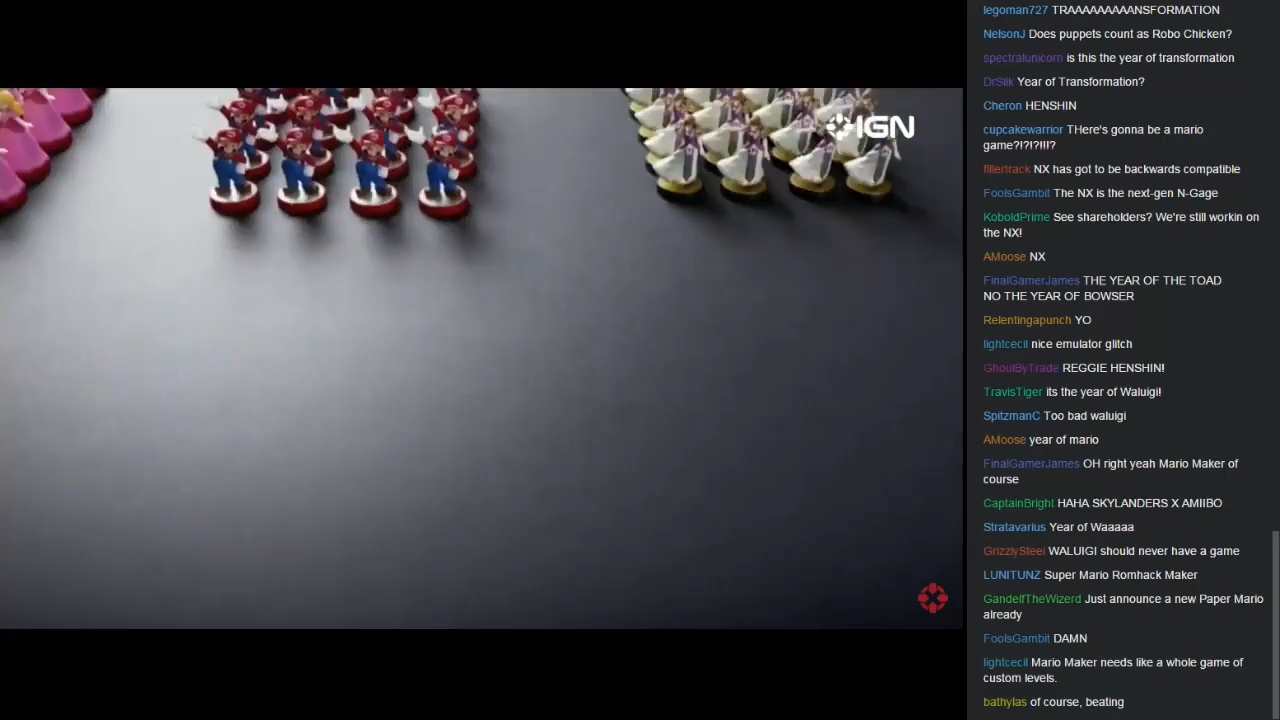 IGN
legoman727 TRAAAAAAAAANSFORMATION
NelsonJ Does puppets count as Robo Chicken?
spectralunicorn is this the year of transformation
DrSilk Year of Transformation?
Cheron HENSHIN
cupcakewarrior THere's gonna be a mario
game?!?!?!!!?
fillertrack NX has got to be backwards compatible
FoolsGambit The NX is the next-gen N-Gage
KoboldPrime See shareholders? We're still workin on
the NX!
AMoose NX
FinalGamerJames THE YEAR OF THE TOAD
NO THE YEAR OF BOWSER
Relentingapunch YO
lightcecil nice emulator glitch
GhoulByTrade REGGIE HENSHIN!
TravisTiger its the year of Waluigi!
SpitzmanC Too bad waluigi
AMoose year of mario
FinalGamerJames OH right yeah Mario Maker of
course
CaptainBright HAHA SKYLANDERS X AMIIBO
Stratavarius Year of Waaaaa
GrizzlySteel WALUIGI should never have a game
LUNITUNZ Super Mario Romhack Maker
GandelfTheWizerd Just announce a new Paper Mario
already
FoolsGambit DAMN
lightcecil Mario Maker needs like a whole game of
custom levels.
bathylas of course, beating